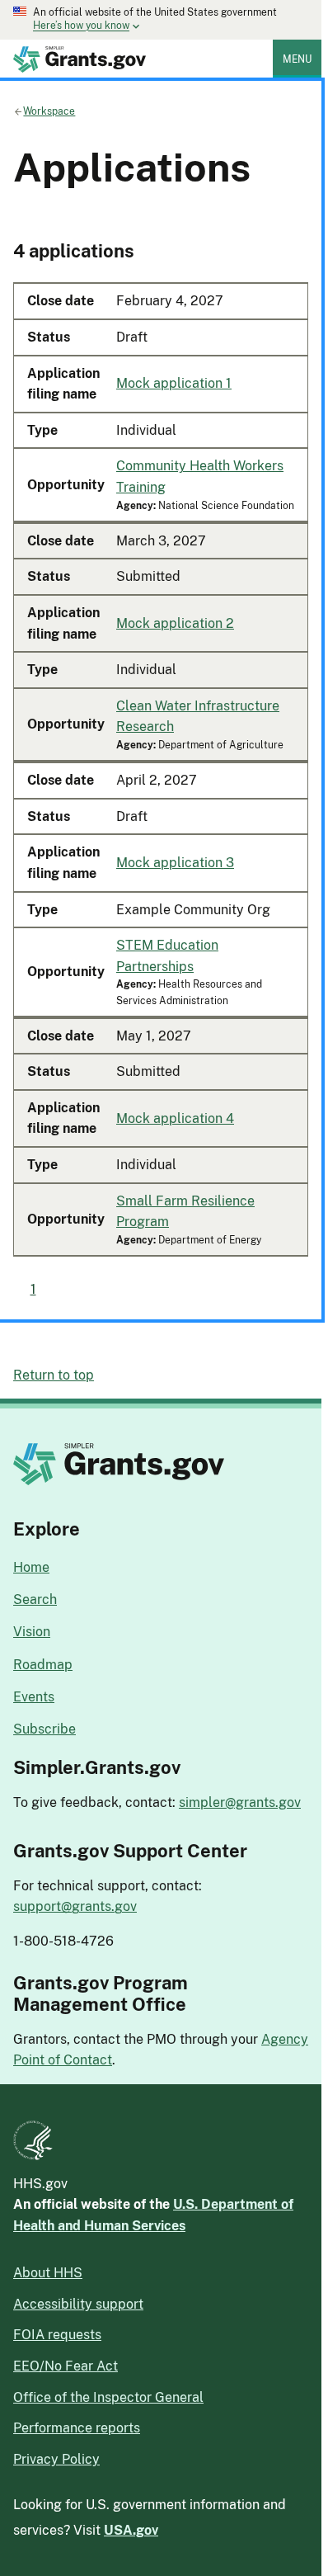 An official website of the United States government
Here's how you know
SIMPLER
Grants.gov
MENU
Workspace
Applications
4 applications
Close date February 4, 2027
Status Draft
Application
filing name
Mock application 1
Type Individual
Opportunity
Community Health Workers
Training
Agency: National Science Foundation
Close date March 3, 2027
Status Submitted
Application
filing name
Mock application 2
Type Individual
Opportunity
Clean Water Infrastructure
Research
Agency: Department of Agriculture
Close date April 2, 2027
Status Draft
Application
filing name
Mock application 3
Type Example Community Org
Opportunity
STEM Education
Partnerships
Agency: Health Resources and
Services Administration
Close date May 1, 2027
Status Submitted
Application
filing name
Mock application 4
Type Individual
Opportunity
Small Farm Resilience
Program
Agency: Department of Energy
1
Return to top
SIMPLER
Grants.gov
Explore
Home
Search
Vision
Roadmap
Events
Subscribe
Simpler.Grants.gov
To give feedback, contact: simpler@grants.gov
Grants.gov Support Center
For technical support, contact:
support@grants.gov
1-800-518-4726
Grants.gov Program
Management Office
Grantors, contact the PMO through your Agency
Point of Contact.
HHS.gov
An official website of the U.S. Department of
Health and Human Services
About HHS
Accessibility support
FOIA requests
EEO/No Fear Act
Office of the Inspector General
Performance reports
Privacy Policy
Looking for U.S. government information and
services? Visit USA.gov